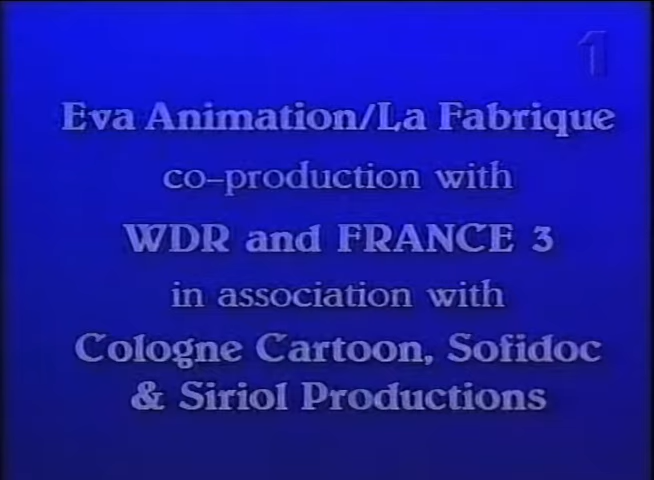 1
Eva Animation/La Fabrique
co-production with
WDR and FRANCE 3
in association with
Cologne Cartoon, Sofidoc
& Siriol Productions